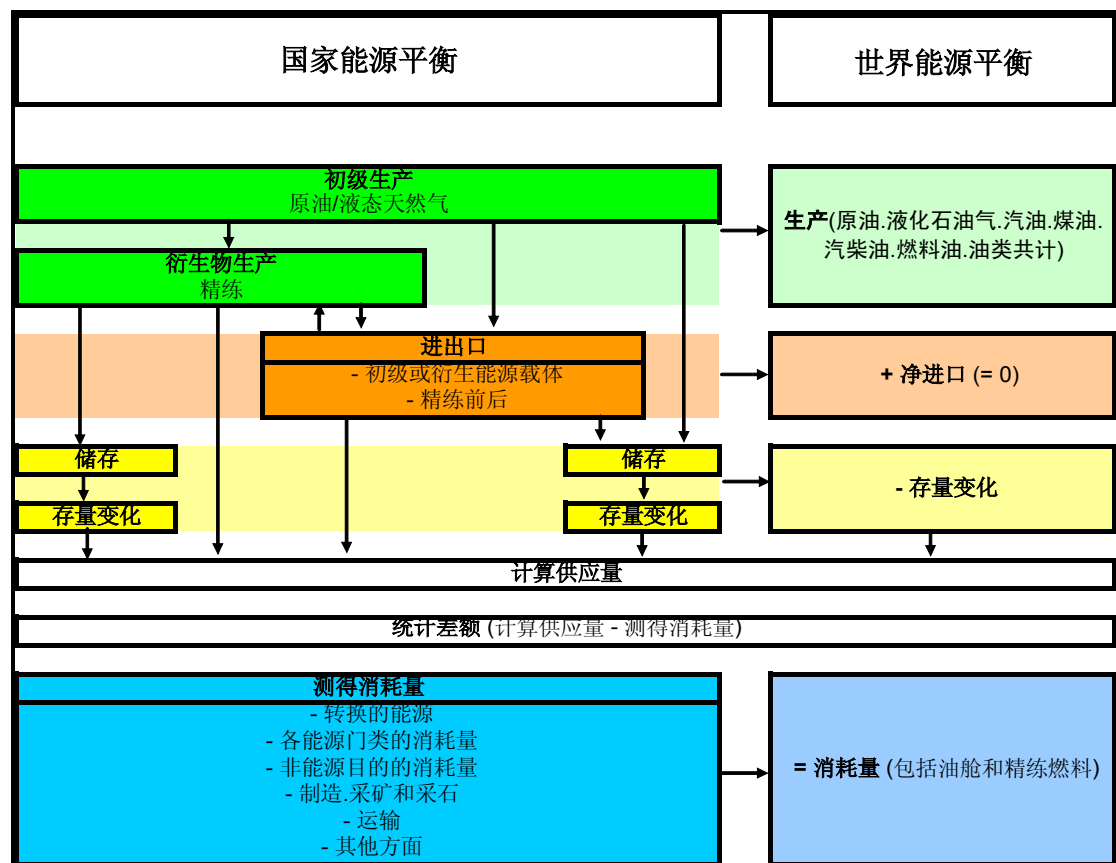 国家能源平衡
世界能源平衡
初级生产
原油/液态天然气
生产(原油.液化石油气.汽油.煤油.
汽柴油.燃料油.油类共计)
衍生物生产
精练
进出口
- 初级或衍生能源载体
- 精练前后
+ 净进口 (= 0)
储存
储存
- 存量变化
存量变化
存量变化
计算供应量
统计差额 (计算供应量 - 测得消耗量)
测得消耗量
- 转换的能源
- 各能源门类的消耗量
- 非能源目的的消耗量
- 制造.采矿和采石
- 运输
- 其他方面
= 消耗量 (包括油舱和精练燃料)